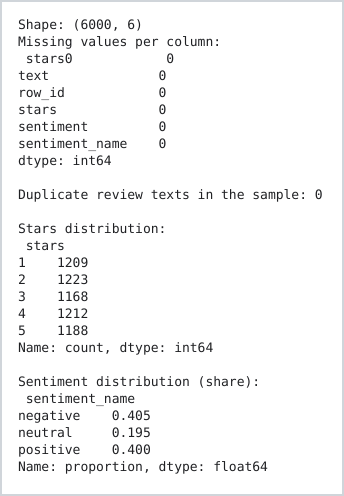 Shape: (6000, 6)
Missing values per column:
 stars0            0
text              0
row_id            0
stars             0
sentiment         0
sentiment_name    0
dtype: int64

Duplicate review texts in the sample: 0

Stars distribution:
 stars
1    1209
2    1223
3    1168
4    1212
5    1188
Name: count, dtype: int64

Sentiment distribution (share):
 sentiment_name
negative    0.405
neutral     0.195
positive    0.400
Name: proportion, dtype: float64